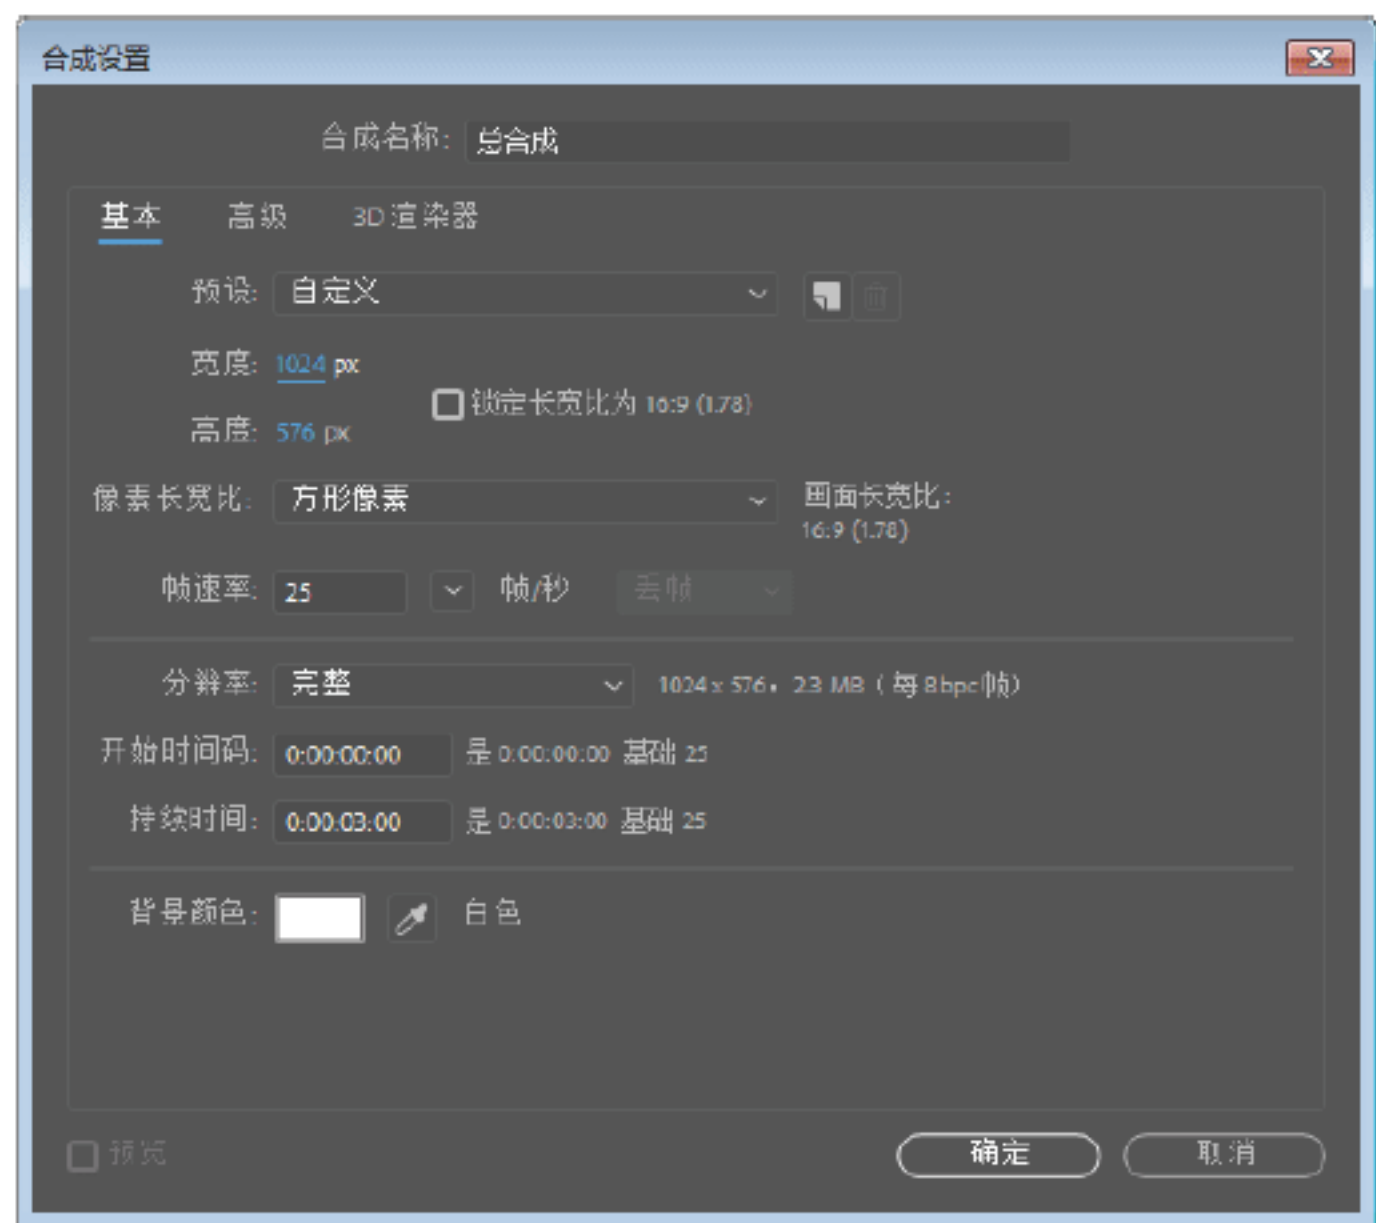 合成设置
合成名称: 总合成
基本 高级 3D 渲染器
预设: 自定义
宽度: 1024 px
锁定长宽比为 16:9 (1.78)
高度: 576 px
像素长宽比: 方形像素 画面长宽比:
16:9 (1.78)
帧速率: 25 帧/秒 丢帧
分辨率: 完整 1024 x 576, 2.3 MB (每 8bpc 帧)
开始时间码: 0:00:00:00 是 0:00:00:00 基础 25
持续时间: 0:00:03:00 是 0:00:03:00 基础 25
背景颜色: 白色
预览 确定 取消